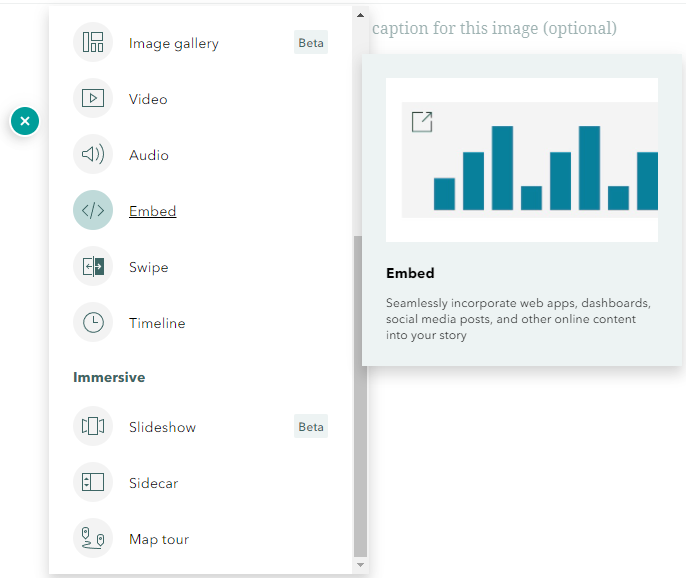 caption for this image (optional)
Image gallery Beta
Video
Audio
Embed
Swipe
Timeline
Immersive
Slideshow Beta
Sidecar
Map tour
Embed
Seamlessly incorporate web apps, dashboards,
social media posts, and other online content
into your story